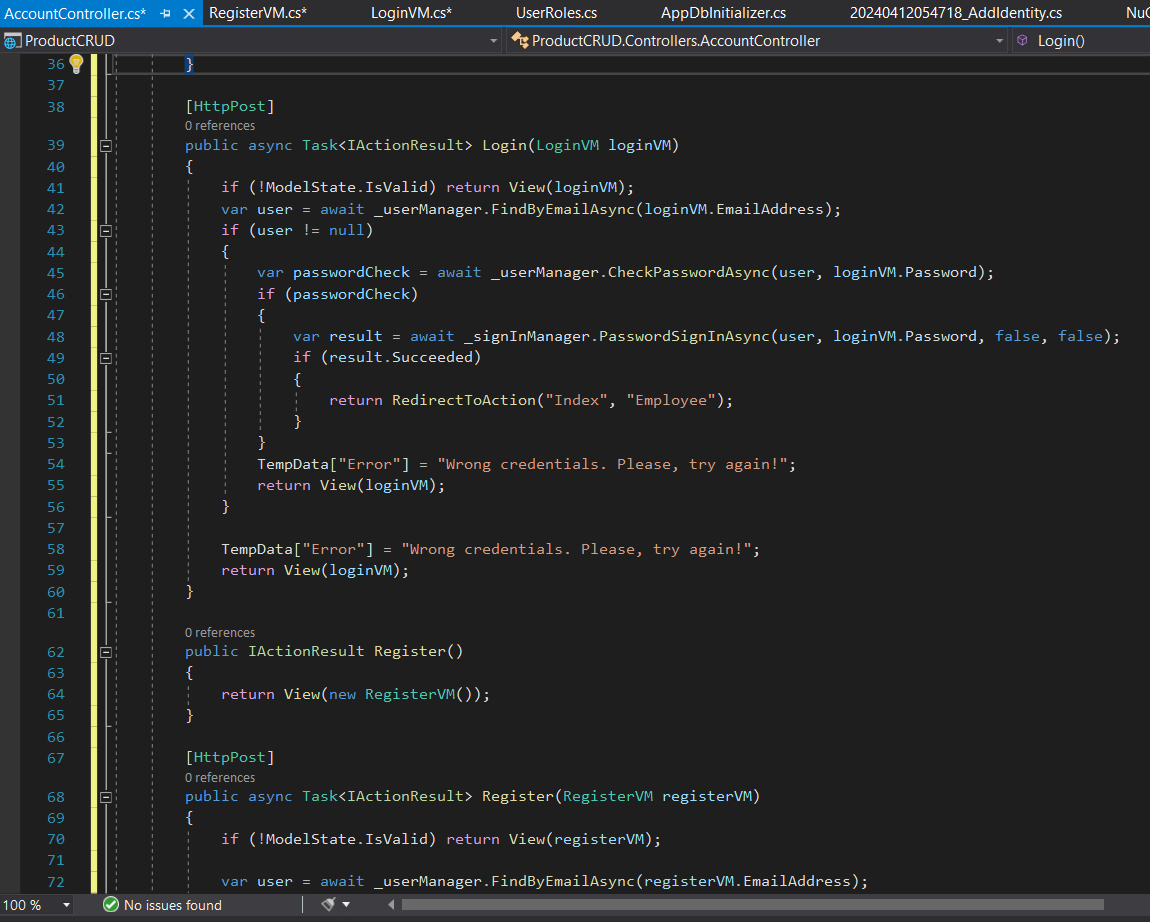 AccountController.cs* RegisterVM.cs* LoginVM.cs* UserRoles.cs AppDbInitializer.cs 20240412054718_AddIdentity.cs
ProductCRUD ProductCRUD.Controllers.AccountController Login()
36 }
37
38 [HttpPost]
0 references
39 public async Task<IActionResult> Login(LoginVM loginVM)
40 {
41 if (!ModelState.IsValid) return View(loginVM);
42 var user = await _userManager.FindByEmailAsync(loginVM.EmailAddress);
43 if (user != null)
44 {
45 var passwordCheck = await _userManager.CheckPasswordAsync(user, loginVM.Password);
46 if (passwordCheck)
47 {
48 var result = await _signInManager.PasswordSignInAsync(user, loginVM.Password, false, false);
49 if (result.Succeeded)
50 {
51 return RedirectToAction("Index", "Employee");
52 }
53 }
54 TempData["Error"] = "Wrong credentials. Please, try again!";
55 return View(loginVM);
56 }
57
58 TempData["Error"] = "Wrong credentials. Please, try again!";
59 return View(loginVM);
60 }
61
0 references
62 public IActionResult Register()
63 {
64 return View(new RegisterVM());
65 }
66
67 [HttpPost]
0 references
68 public async Task<IActionResult> Register(RegisterVM registerVM)
69 {
70 if (!ModelState.IsValid) return View(registerVM);
71
72 var user = await _userManager.FindByEmailAsync(registerVM.EmailAddress);
100 % No issues found